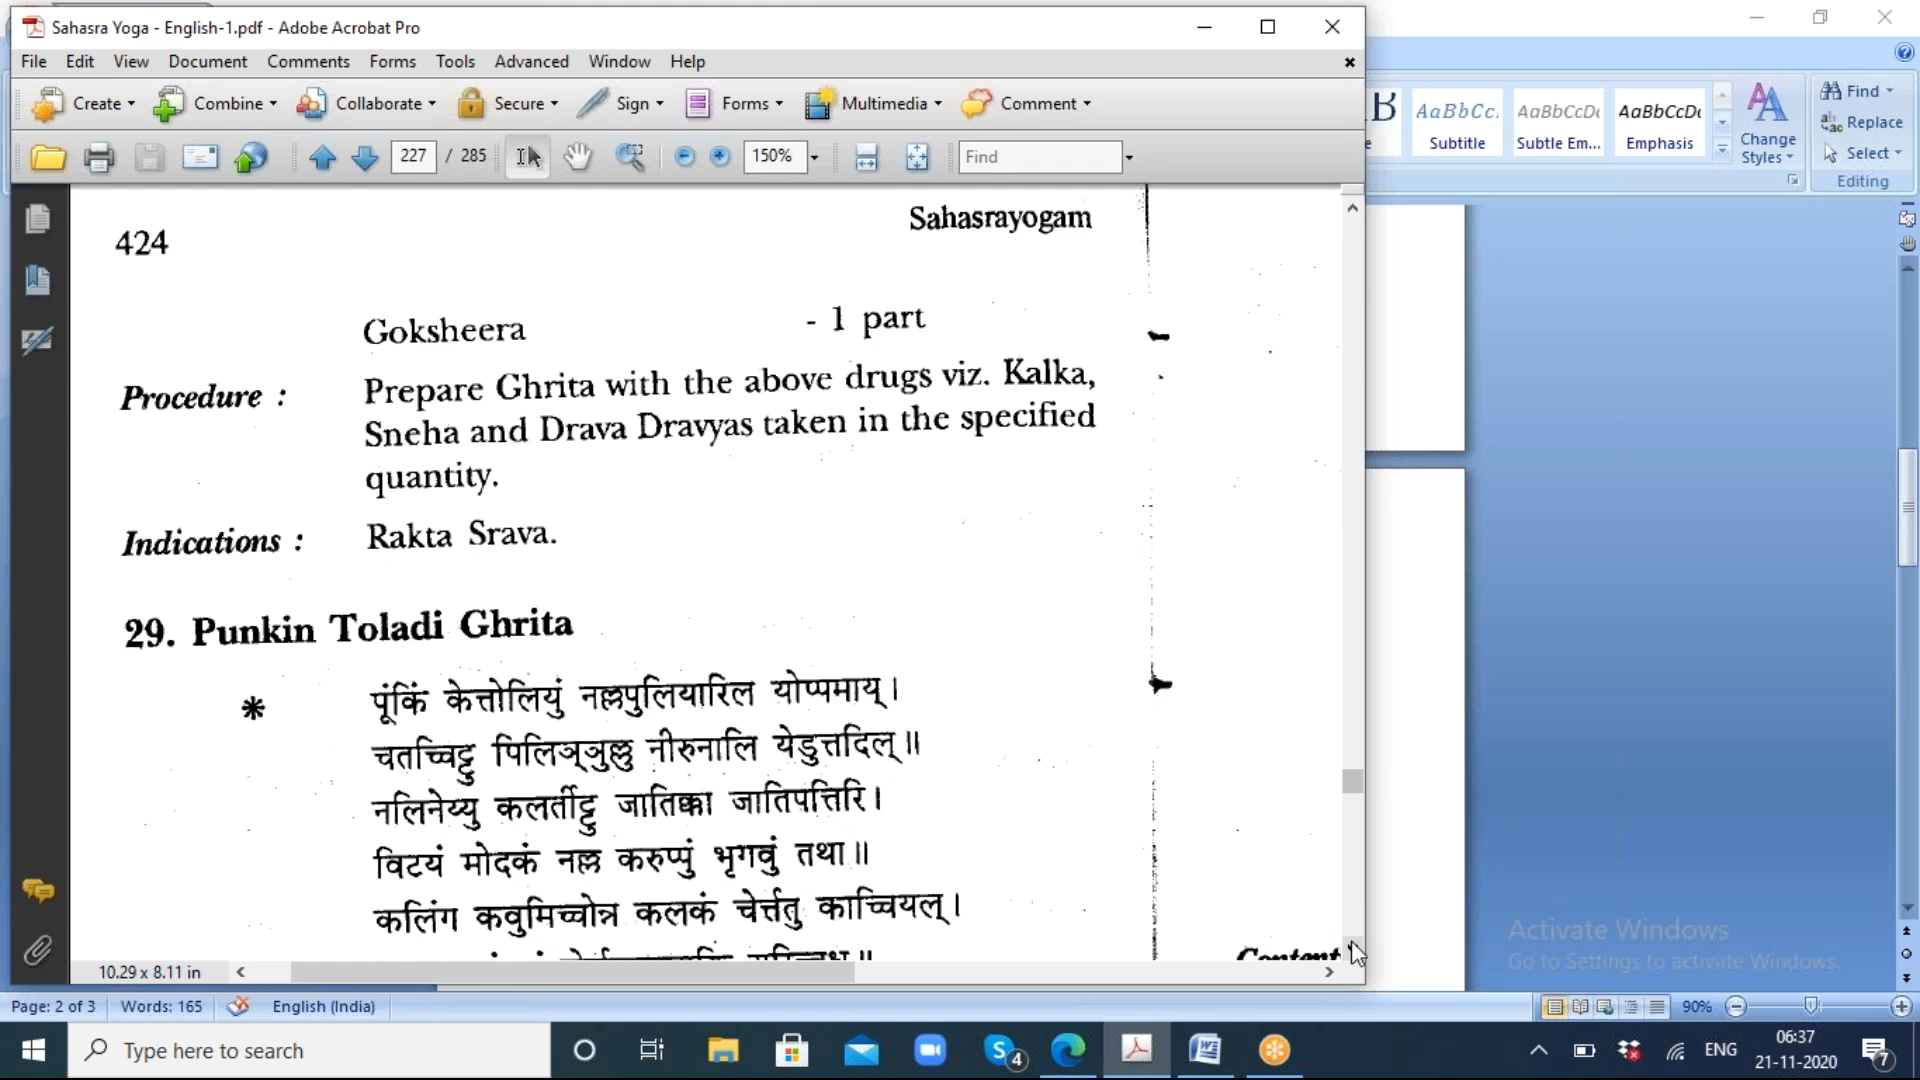 Sahasra Yoga - English-1.pdf - Adobe Acrobat Pro
File Edit View Document Comments Forms Tools Advanced Window Help
Create Combine Collaborate Secure Sign Forms Multimedia Comment
227 / 285 150% Find
AaBbCc. AaBbCcDt AaBbCcDt
Subtitle Subtle Em... Emphasis
Change Styles
Find
Replace
Select
Editing
Sahasrayogam
424
Goksheera - 1 part
Procedure : Prepare Ghrita with the above drugs viz. Kalka,
Sneha and Drava Dravyas taken in the specified
quantity.
Indications : Rakta Srava.
29. Punkin Toladi Ghrita
* पूंकिं केत्तोलियुं नल्लपुलियारिल योप्पमाय्।
चतच्चिट्टु पिलिञ्ञुल्लु नीरुनालि येडुत्तदिल्॥
नलिनेय्यु कलर्तीट्टु जातिक्का जातिपत्तिरि।
विटयं मोदकं नल्ल करुप्पुं भृगवुं तथा॥
कलिंग कवुमिच्चोन्न कलकं चेर्त्ततु काच्चियल्।
Content
10.29 x 8.11 in
Activate Windows
Go to Settings to activate Windows.
Page: 2 of 3 Words: 165 English (India) 90%
Type here to search
4
ENG
06:37
21-11-2020
7